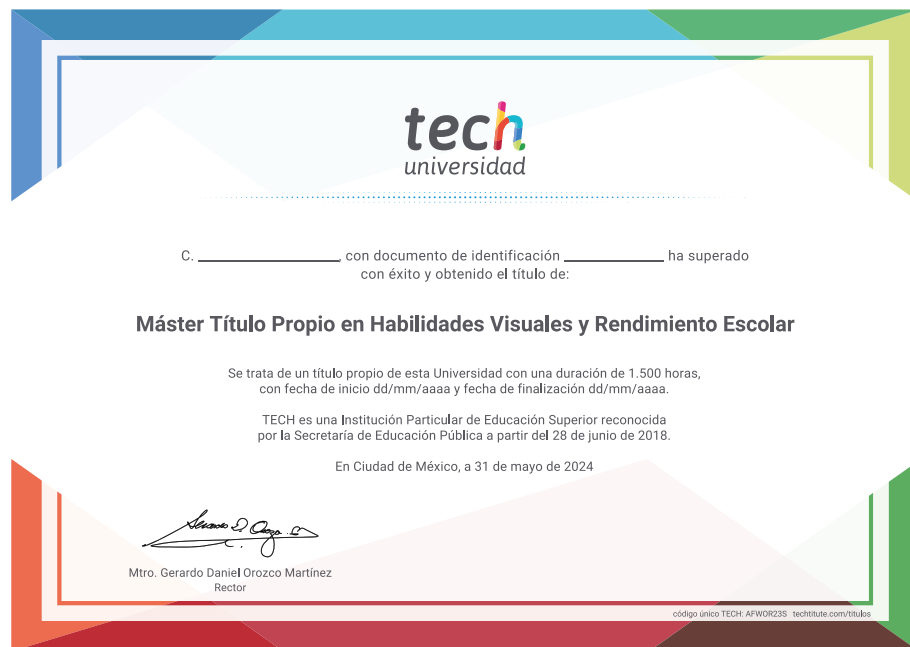 tech
universidad
C. ____________, con documento de identificación ____________ ha superado
con éxito y obtenido el título de:
Máster Título Propio en Habilidades Visuales y Rendimiento Escolar
Se trata de un título propio de esta Universidad con una duración de 1.500 horas,
con fecha de inicio dd/mm/aaaa y fecha de finalización dd/mm/aaaa.
TECH es una Institución Particular de Educación Superior reconocida
por la Secretaría de Educación Pública a partir del 28 de junio de 2018.
En Ciudad de México, a 31 de mayo de 2024
Mtro. Gerardo Daniel Orozco Martínez
Rector
código único TECH: AFWOR23S techtitute.com/titulos